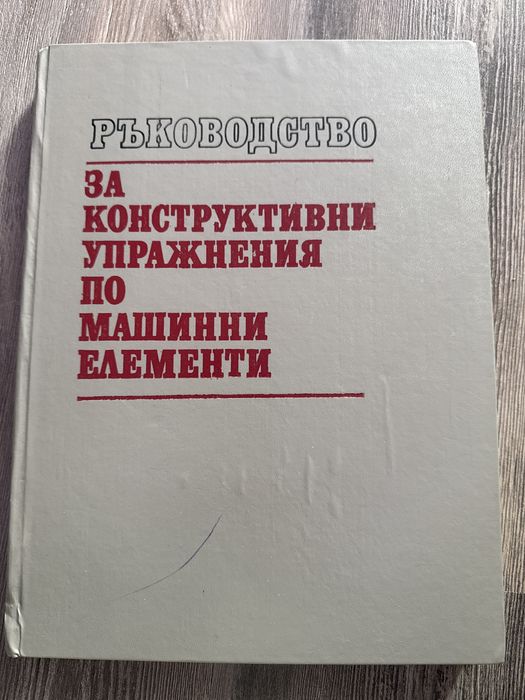 РЪКОВОДСТВО
ЗА
КОНСТРУКТИВНИ
УПРАЖНЕНИЯ
ПО
МАШИННИ
ЕЛЕМЕНТИ